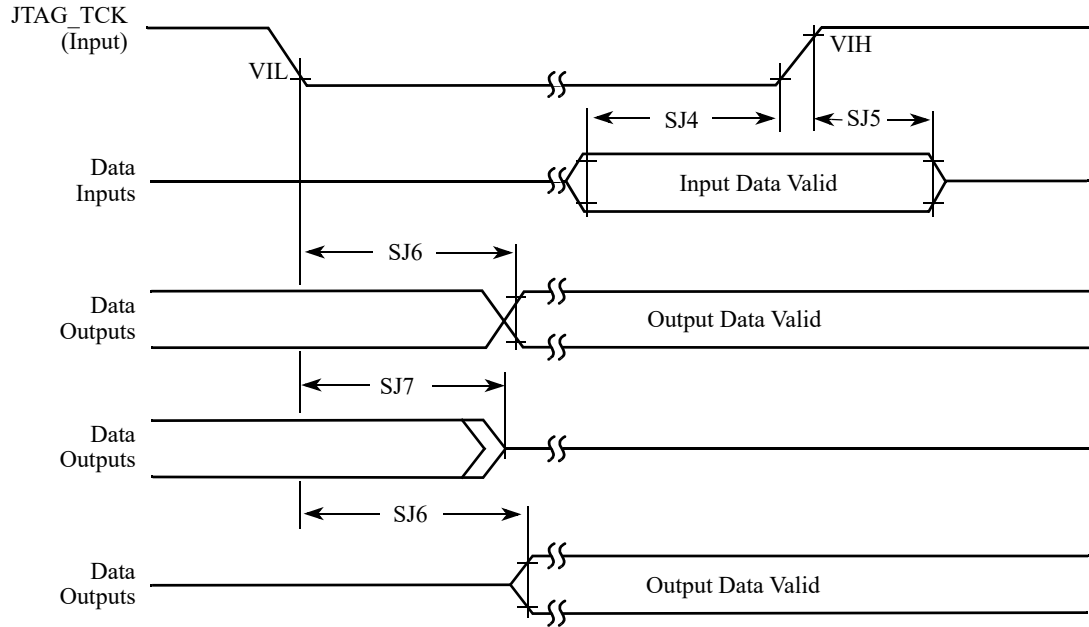 JTAG_TCK
(Input)
VIL
VIH
SJ4
SJ5
Data
Inputs
Input Data Valid
SJ6
Data
Outputs
Output Data Valid
SJ7
Data
Outputs
SJ6
Data
Outputs
Output Data Valid